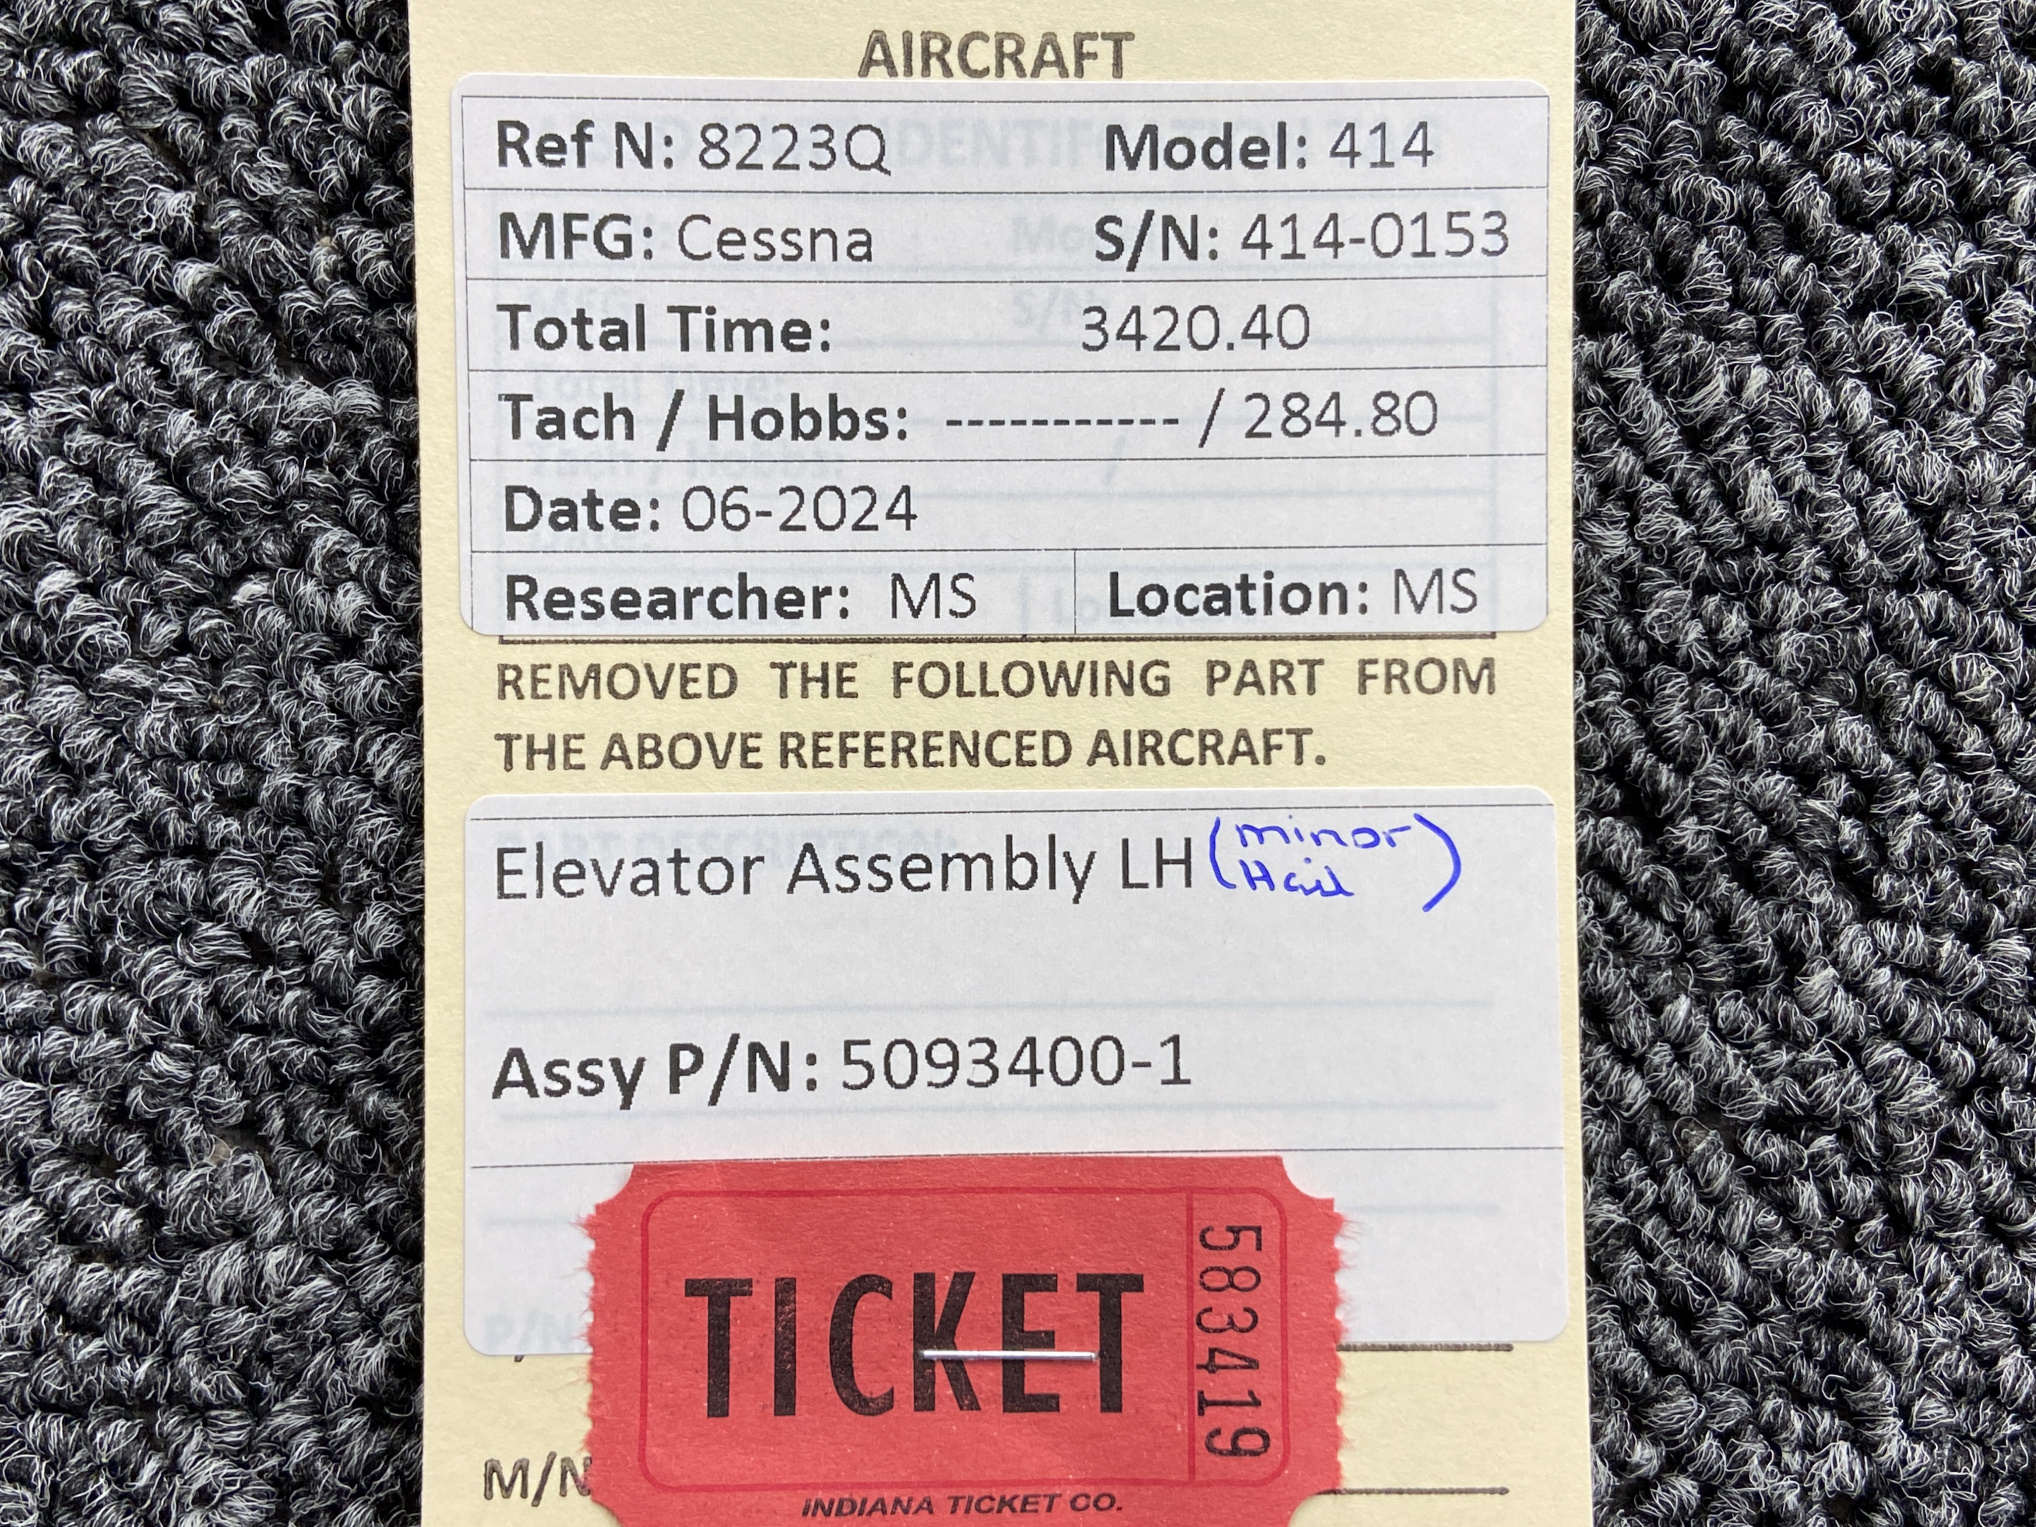 AIRCRAFT
Ref N: 8223Q Model: 414
MFG: Cessna S/N: 414-0153
Total Time: 3420.40
Tach / Hobbs: ----------- / 284.80
Date: 06-2024
Researcher: MS Location: MS
REMOVED THE FOLLOWING PART FROM
THE ABOVE REFERENCED AIRCRAFT.
Elevator Assembly LH (minor
Hail)
Assy P/N: 5093400-1
TICKET
583419
P/N
M/N
INDIANA TICKET CO.